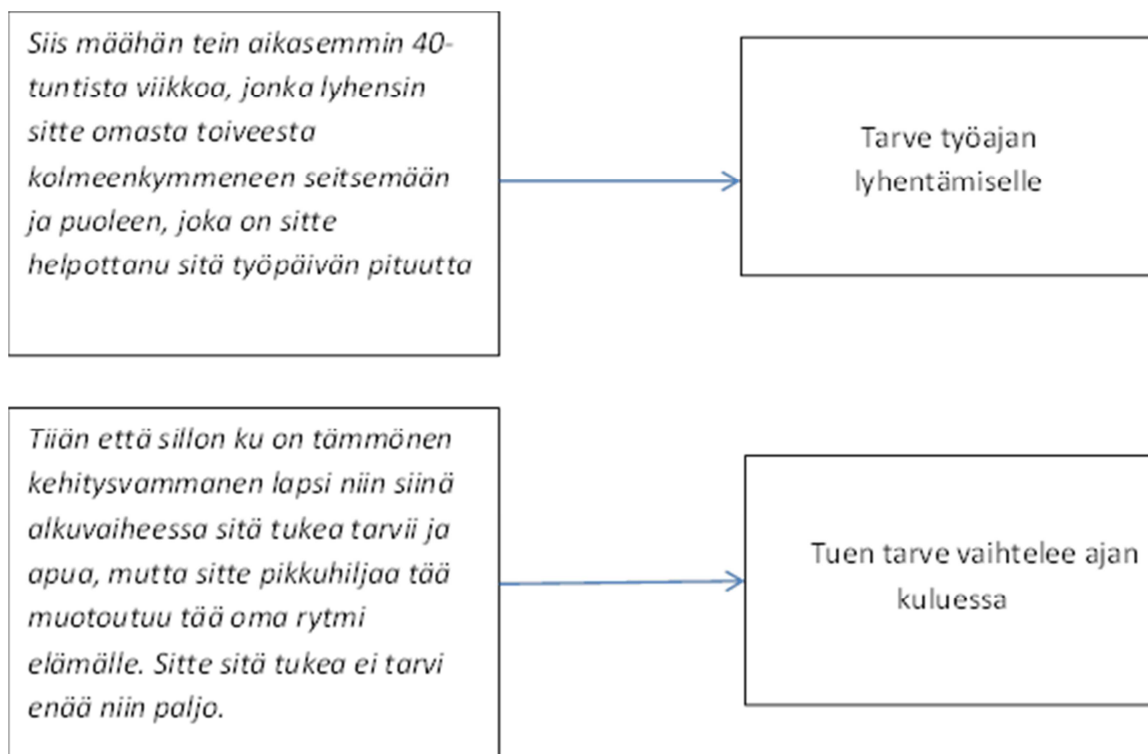 Siis määhän tein aikasemmin 40-
tuntista viikkoa, jonka lyhensin
sitte omasta toiveesta
kolmeenkymmeneen seitsemään
ja puoleen, joka on sitte
helpottanu sitä työpäivän pituutta
Tarve työajan
lyhentämiselle
Tiiän että sillon ku on tämmönen
kehitysvammanen lapsi niin siinä
alkuvaiheessa sitä tukea tarvii ja
apua, mutta sitte pikkuhiljaa tää
muotoutuu tää oma rytmi
elämälle. Sitte sitä tukea ei tarvi
enää niin paljo.
Tuen tarve vaihtelee ajan
kuluessa